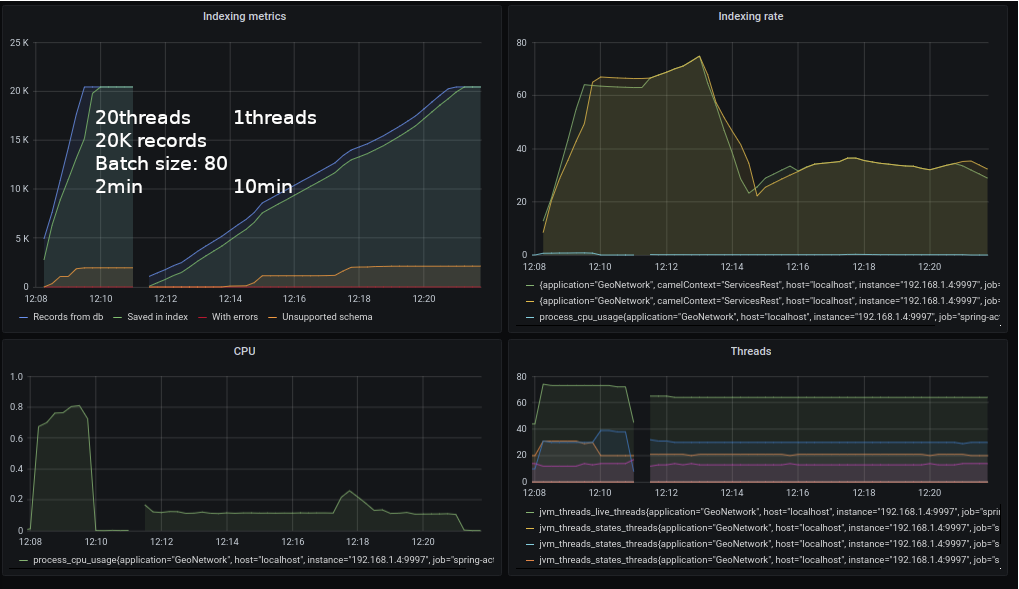 Indexing metrics
25 K
20 K
15 K
10 K
5 K
0
12:08 12:10 12:12 12:14 12:16 12:18 12:20
20threads 1threads
20K records
Batch size: 80
2min 10min
Records from db Saved in index With errors Unsupported schema
Indexing rate
80
60
40
20
0
12:08 12:10 12:12 12:14 12:16 12:18 12:20
{application="GeoNetwork", camelContext="ServicesRest", host="localhost", instance="192.168.1.4:9997", job=
{application="GeoNetwork", camelContext="ServicesRest", host="localhost", instance="192.168.1.4:9997", job=
process_cpu_usage{application="GeoNetwork", host="localhost", instance="192.168.1.4:9997", job="spring-ac
CPU
1.0
0.8
0.6
0.4
0.2
0
12:08 12:10 12:12 12:14 12:16 12:18 12:20
process_cpu_usage{application="GeoNetwork", host="localhost", instance="192.168.1.4:9997", job="spring-act
Threads
80
60
40
20
0
12:08 12:10 12:12 12:14 12:16 12:18 12:20
jvm_threads_live_threads{application="GeoNetwork", host="localhost", instance="192.168.1.4:9997", job="spri
jvm_threads_states_threads{application="GeoNetwork", host="localhost", instance="192.168.1.4:9997", job="s
jvm_threads_states_threads{application="GeoNetwork", host="localhost", instance="192.168.1.4:9997", job="s
jvm_threads_states_threads{application="GeoNetwork", host="localhost", instance="192.168.1.4:9997", job="s